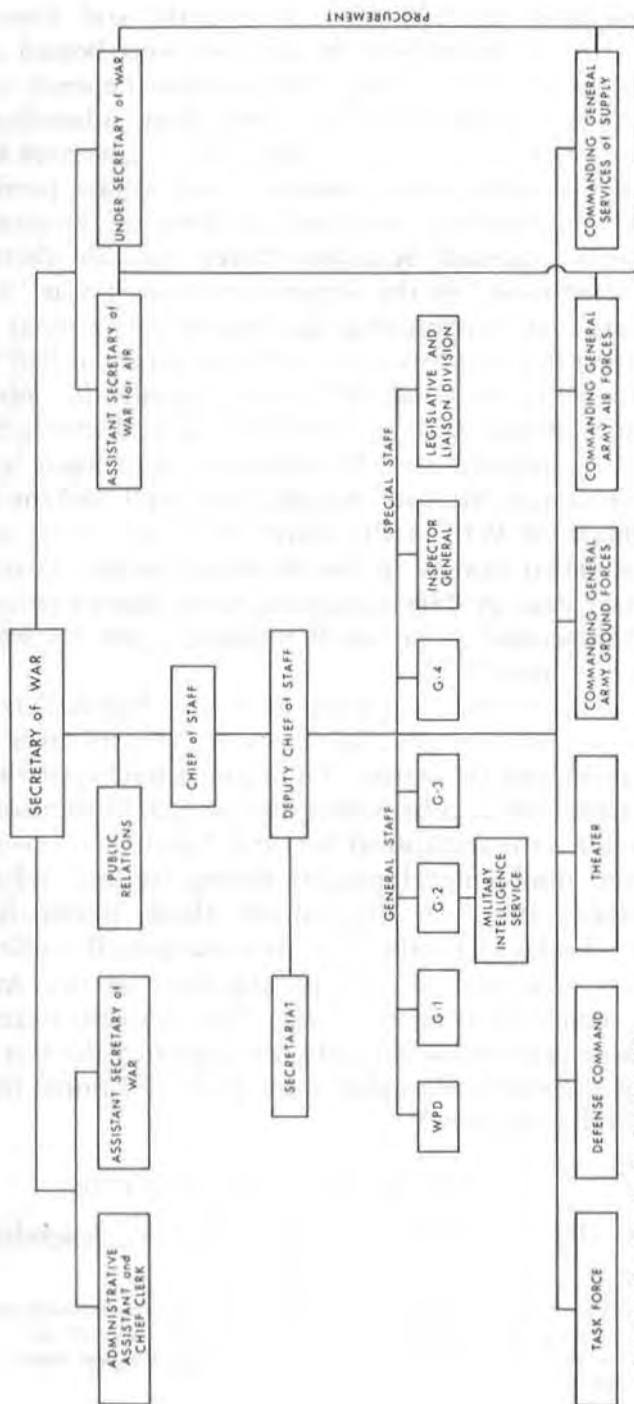 SECRETARY of WAR
ADMINISTRATIVE
ASSISTANT and
CHIEF CLERK
ASSISTANT SECRETARY of
WAR
PUBLIC
RELATIONS
ASSISTANT SECRETARY of
WAR for AIR
UNDER SECRETARY of WAR
PROCUREMENT
CHIEF of STAFF
SECRETARIAT
DEPUTY CHIEF of STAFF
GENERAL STAFF
SPECIAL STAFF
WPD
G-1
G-2
G-3
G-4
INSPECTOR
GENERAL
LEGISLATIVE AND
LIAISON DIVISION
MILITARY
INTELLIGENCE
SERVICE
TASK FORCE
DEFENSE COMMAND
THEATER
COMMANDING GENERAL
ARMY GROUND FORCES
COMMANDING GENERAL
ARMY AIR FORCES
COMMANDING GENERAL
SERVICES of SUPPLY